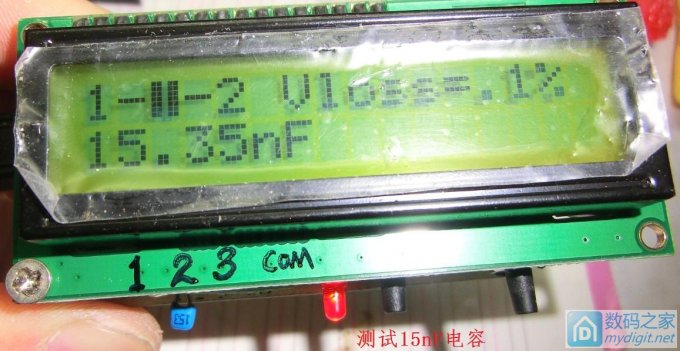 1-||-2 Vloss=.1%
15.35nF
1 2 3 com
153
测试15nF电容
数码之家
mydigit.net